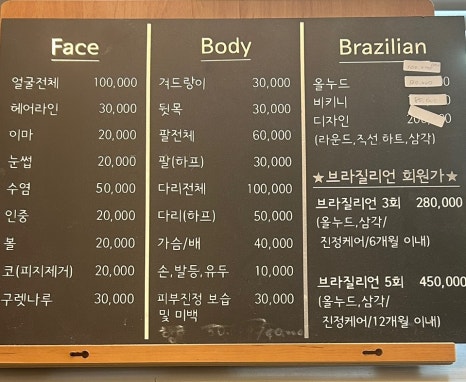 Face
얼굴전체 100,000
헤어라인 30,000
이마 20,000
눈썹 20,000
수염 50,000
인중 20,000
볼 20,000
코(피지제거) 20,000
구렛나루 30,000
Body
겨드랑이 30,000
뒷목 30,000
팔전체 60,000
팔(하프) 30,000
다리전체 100,000
다리(하프) 50,000
가슴/배 40,000
손,발등,유두 10,000
피부진정 보습 30,000
및 미백
Brazilian
올누드
비키니
디자인
(라운드,직선 하트,삼각)
★브라질리언 회원가★
브라질리언 3회 280,000
(올누드,삼각/
진정케어/6개월 이내)
브라질리언 5회 450,000
(올누드,삼각/
진정케어/12개월 이내)